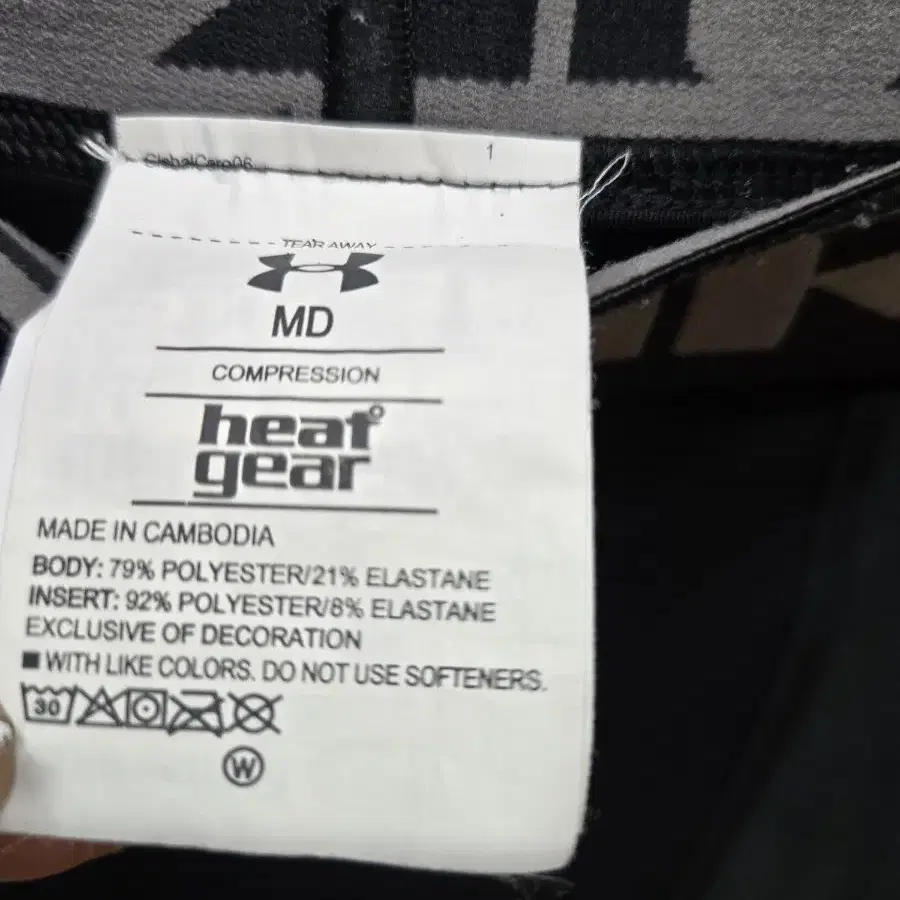 1
TEAR AWAY
MD
COMPRESSION
heat
gear
MADE IN CAMBODIA
BODY: 79% POLYESTER/21% ELASTANE
INSERT: 92% POLYESTER/8% ELASTANE
EXCLUSIVE OF DECORATION
WITH LIKE COLORS. DO NOT USE SOFTENERS.
30
W